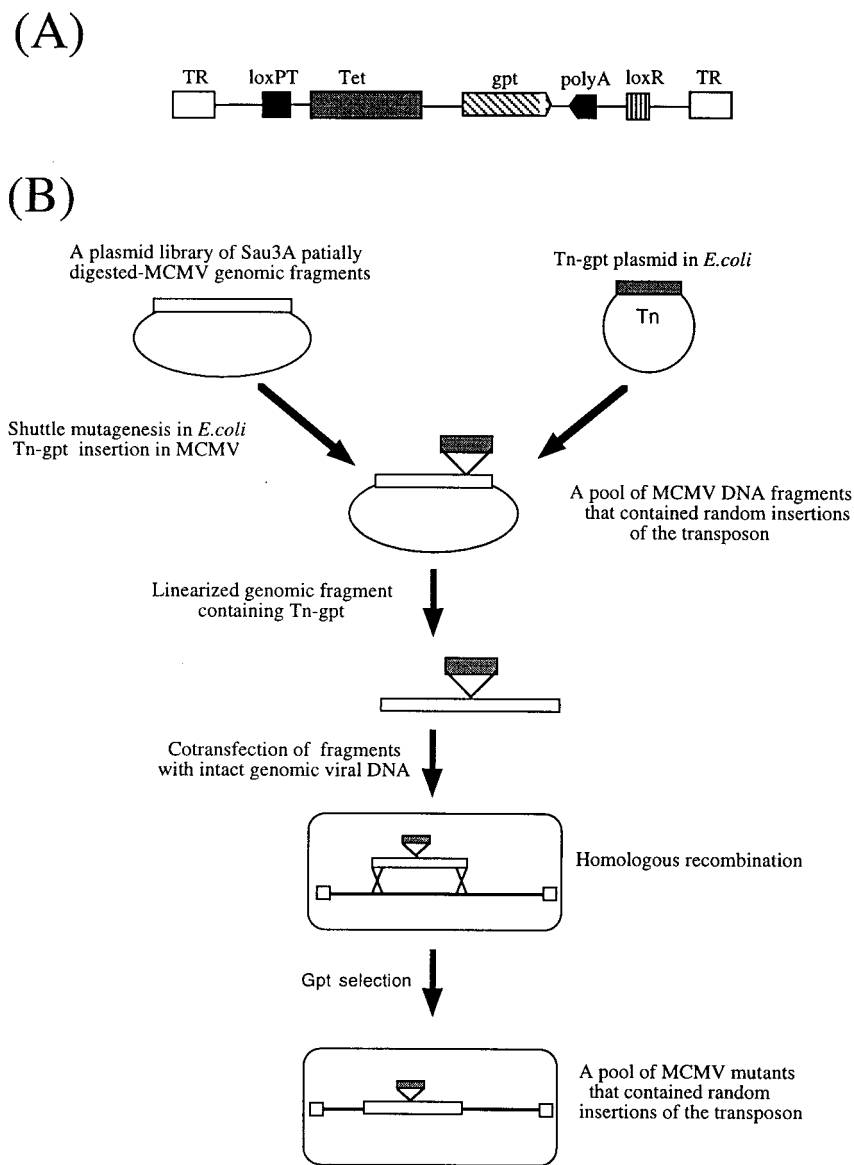 (A)
TR loxPT Tet gpt polyA loxR TR
(B)
A plasmid library of Sau3A patially
digested-MCMV genomic fragments
Tn-gpt plasmid in E.coli
Tn
Shuttle mutagenesis in E.coli
Tn-gpt insertion in MCMV
A pool of MCMV DNA fragments
that contained random insertions
of the transposon
Linearized genomic fragment
containing Tn-gpt
Cotransfection of fragments
with intact genomic viral DNA
Homologous recombination
Gpt selection
A pool of MCMV mutants
that contained random
insertions of the transposon